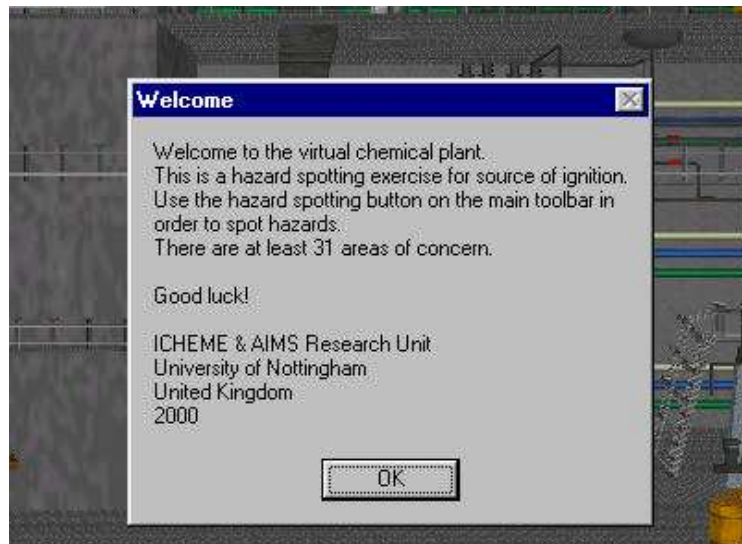 Welcome
Welcome to the virtual chemical plant.
This is a hazard spotting exercise for source of ignition.
Use the hazard spotting button on the main toolbar in
order to spot hazards.
There are at least 31 areas of concern.
Good luck!
ICHEME & AIMS Research Unit
University of Nottingham
United Kingdom
2000
OK